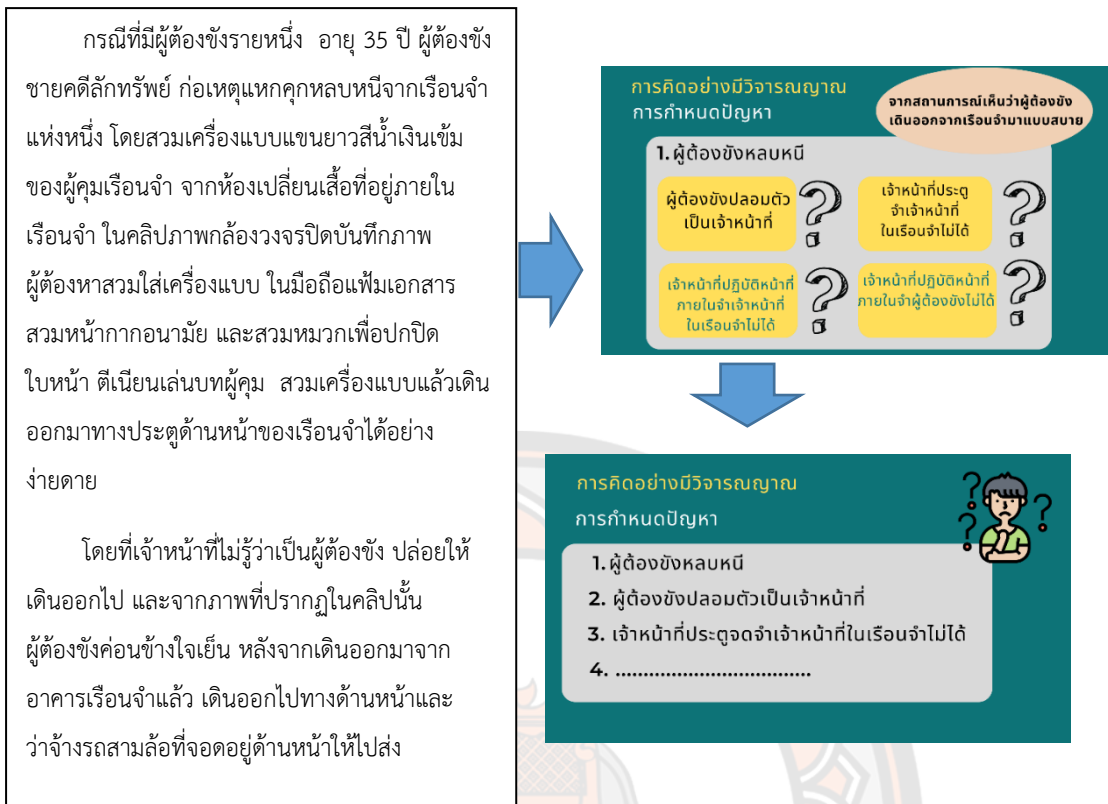 กรณีที่มีผู้ต้องขังรายหนึ่ง อายุ 35 ปี ผู้ต้องขัง
ชายคดีลักทรัพย์ ก่อเหตุแหกคุกหลบหนีจากเรือนจำ
แห่งหนึ่ง โดยสวมเครื่องแบบแขนยาวสีน้ำเงินเข้ม
ของผู้คุมเรือนจำ จากห้องเปลี่ยนเสื้อที่อยู่ภายใน
เรือนจำ ในคลิปภาพกล้องวงจรปิดบันทึกภาพ
ผู้ต้องหาสวมใส่เครื่องแบบ ในมือถือแฟ้มเอกสาร
สวมหน้ากากอนามัย และสวมหมวกเพื่อปกปิด
ใบหน้า ตีเนียนเล่นบทผู้คุม สวมเครื่องแบบแล้วเดิน
ออกมาทางประตูด้านหน้าของเรือนจำได้อย่าง
ง่ายดาย
โดยที่เจ้าหน้าที่ไม่รู้ว่าเป็นผู้ต้องขัง ปล่อยให้
เดินออกไป และจากภาพที่ปรากฏในคลิปนั้น
ผู้ต้องขังค่อนข้างใจเย็น หลังจากเดินออกมาจาก
อาคารเรือนจำแล้ว เดินออกไปทางด้านหน้าและ
ว่าจ้างรถสามล้อที่จอดอยู่ด้านหน้าให้ไปส่ง
การคิดอย่างมีวิจารณญาณ
การกำหนดปัญหา
จากสถานการณ์เห็นว่าผู้ต้องขัง
เดินออกจากเรือนจำมาแบบสบาย
1. ผู้ต้องขังหลบหนี
ผู้ต้องขังปลอมตัว
เป็นเจ้าหน้าที่
?
เจ้าหน้าที่ประตู
จำเจ้าหน้าที่
ในเรือนจำไม่ได้
?
เจ้าหน้าที่ปฏิบัติหน้าที่
ภายในจำเจ้าหน้าที่
ในเรือนจำไม่ได้
?
เจ้าหน้าที่ปฏิบัติหน้าที่
ภายในจำผู้ต้องขังไม่ได้
?
การคิดอย่างมีวิจารณญาณ
การกำหนดปัญหา
1. ผู้ต้องขังหลบหนี
2. ผู้ต้องขังปลอมตัวเป็นเจ้าหน้าที่
3. เจ้าหน้าที่ประตูจดจำเจ้าหน้าที่ในเรือนจำไม่ได้
4. ..................................